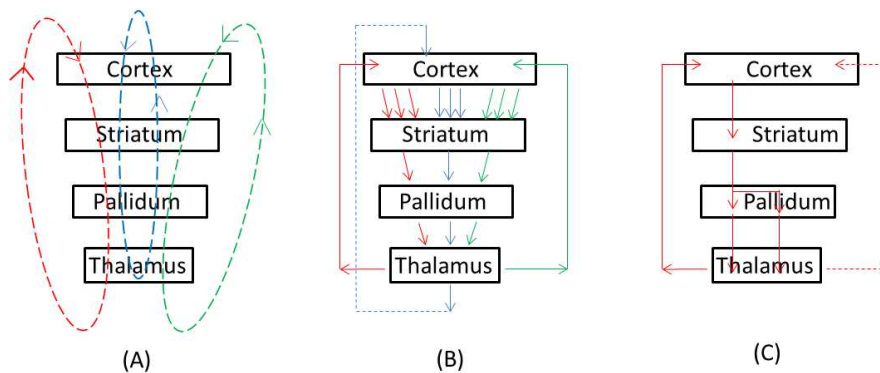 Cortex
Striatum
Pallidum
Thalamus
(A)
Cortex
Striatum
Pallidum
Thalamus
(B)
Cortex
Striatum
Pallidum
Thalamus
(C)